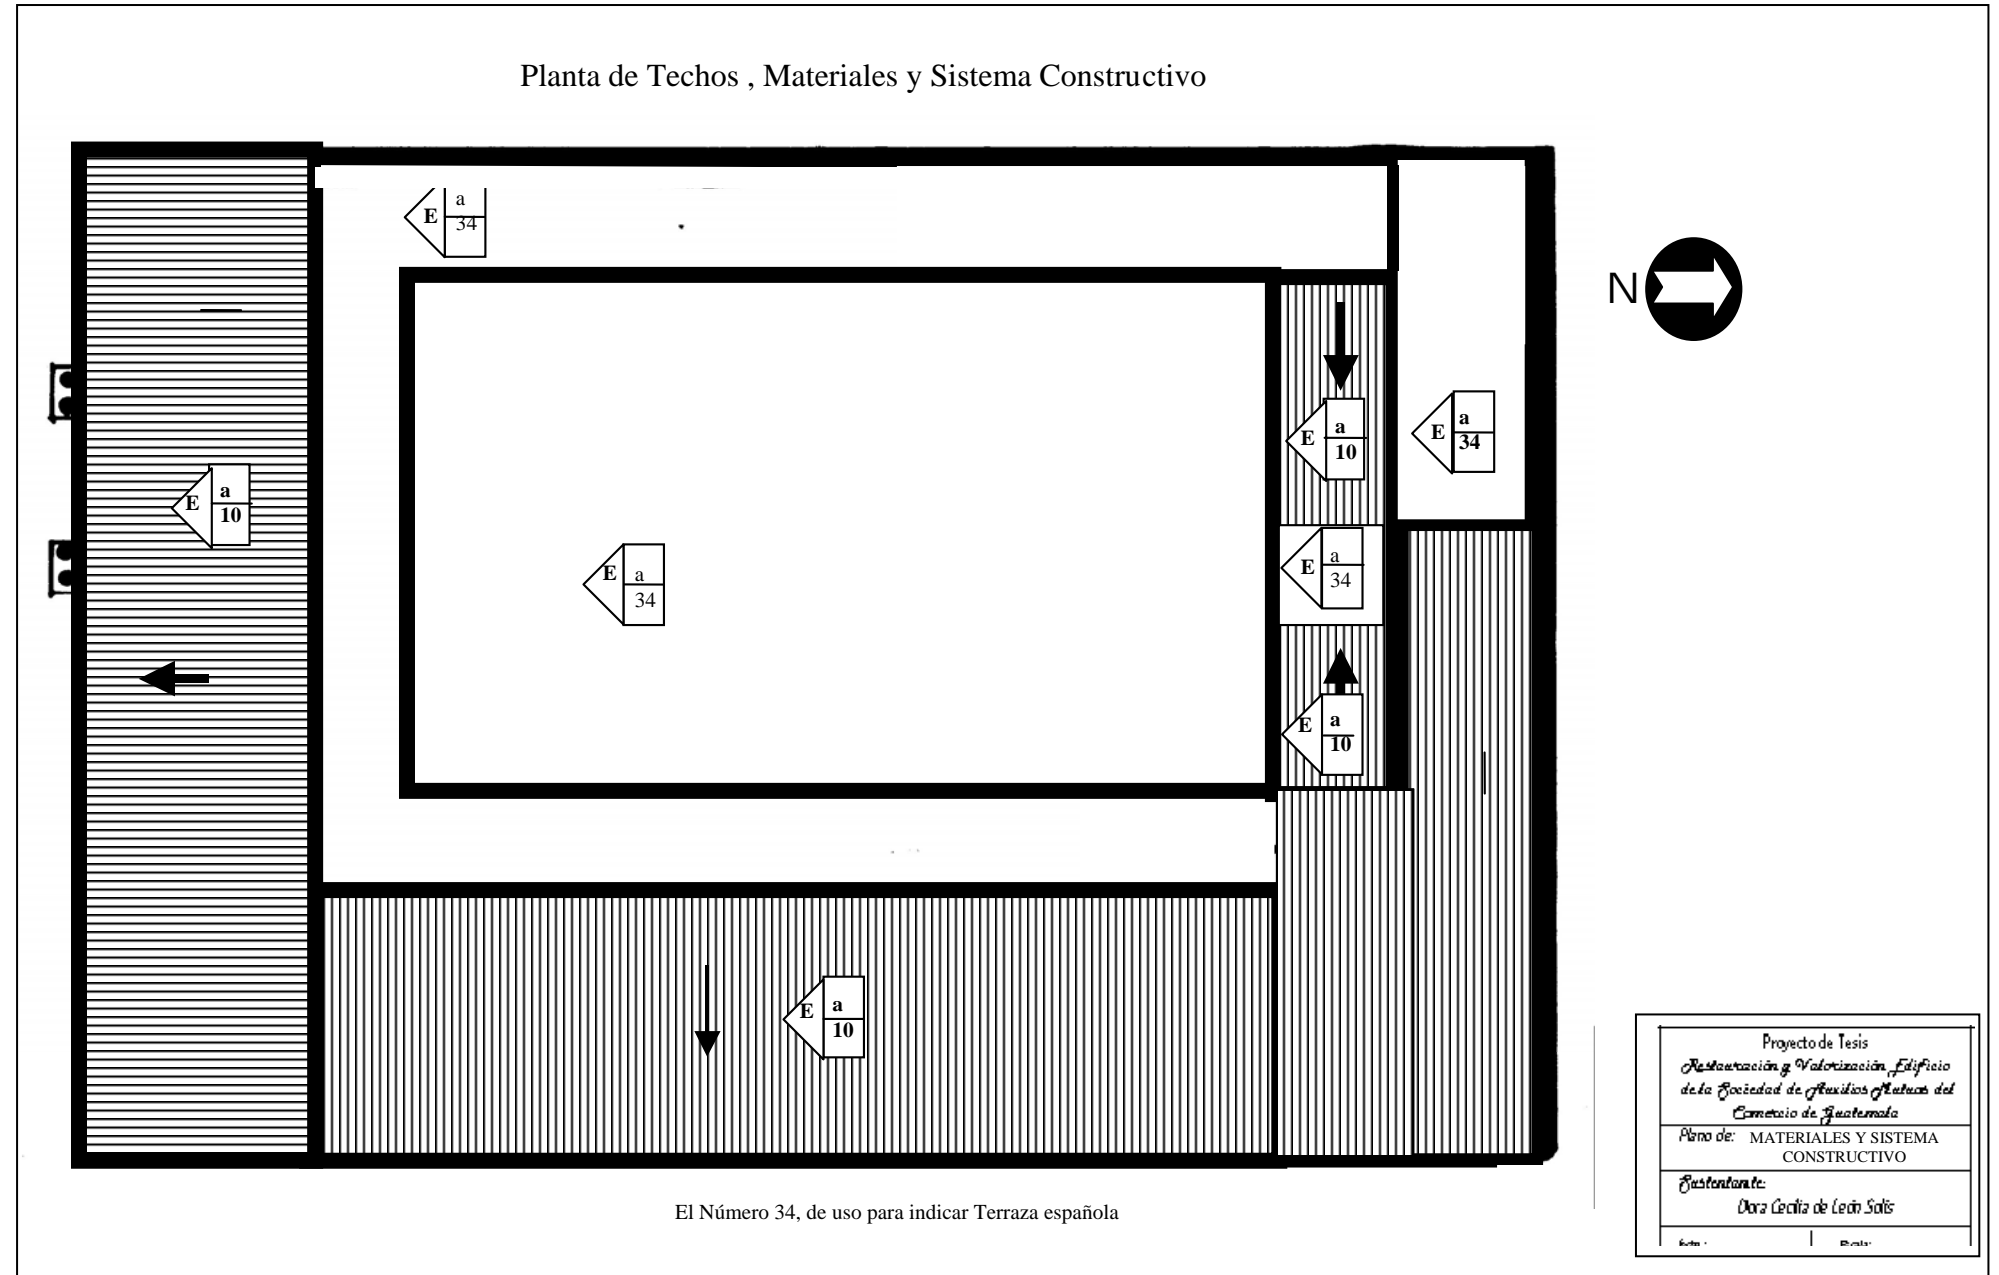 Planta de Techos , Materiales y Sistema Constructivo
E a
34
N
E a
10
E a
34
E a
10
E a
34
E a
34
E a
10
E a
10
El Número 34, de uso para indicar Terraza española
Proyecto de Tesis
Restauración y Valorización Edificio
de la Sociedad de Auxilios Mutuos del
Comercio de Guatemala
Plano de: MATERIALES Y SISTEMA
CONSTRUCTIVO
Sustentante:
Cecilia de León Solís